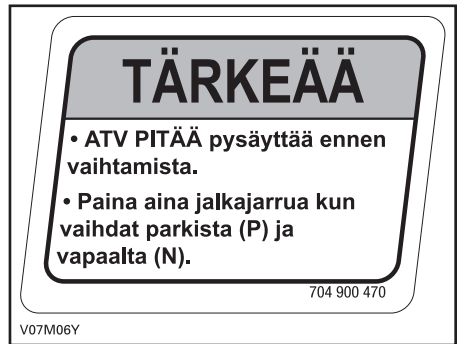 TÄRKEÄÄ
• ATV PITÄÄ pysäyttää ennen
vaihtamista.
• Paina aina jalkajarrua kun
vaihdat parkista (P) ja
vapaalta (N).
704 900 470
V07M06Y